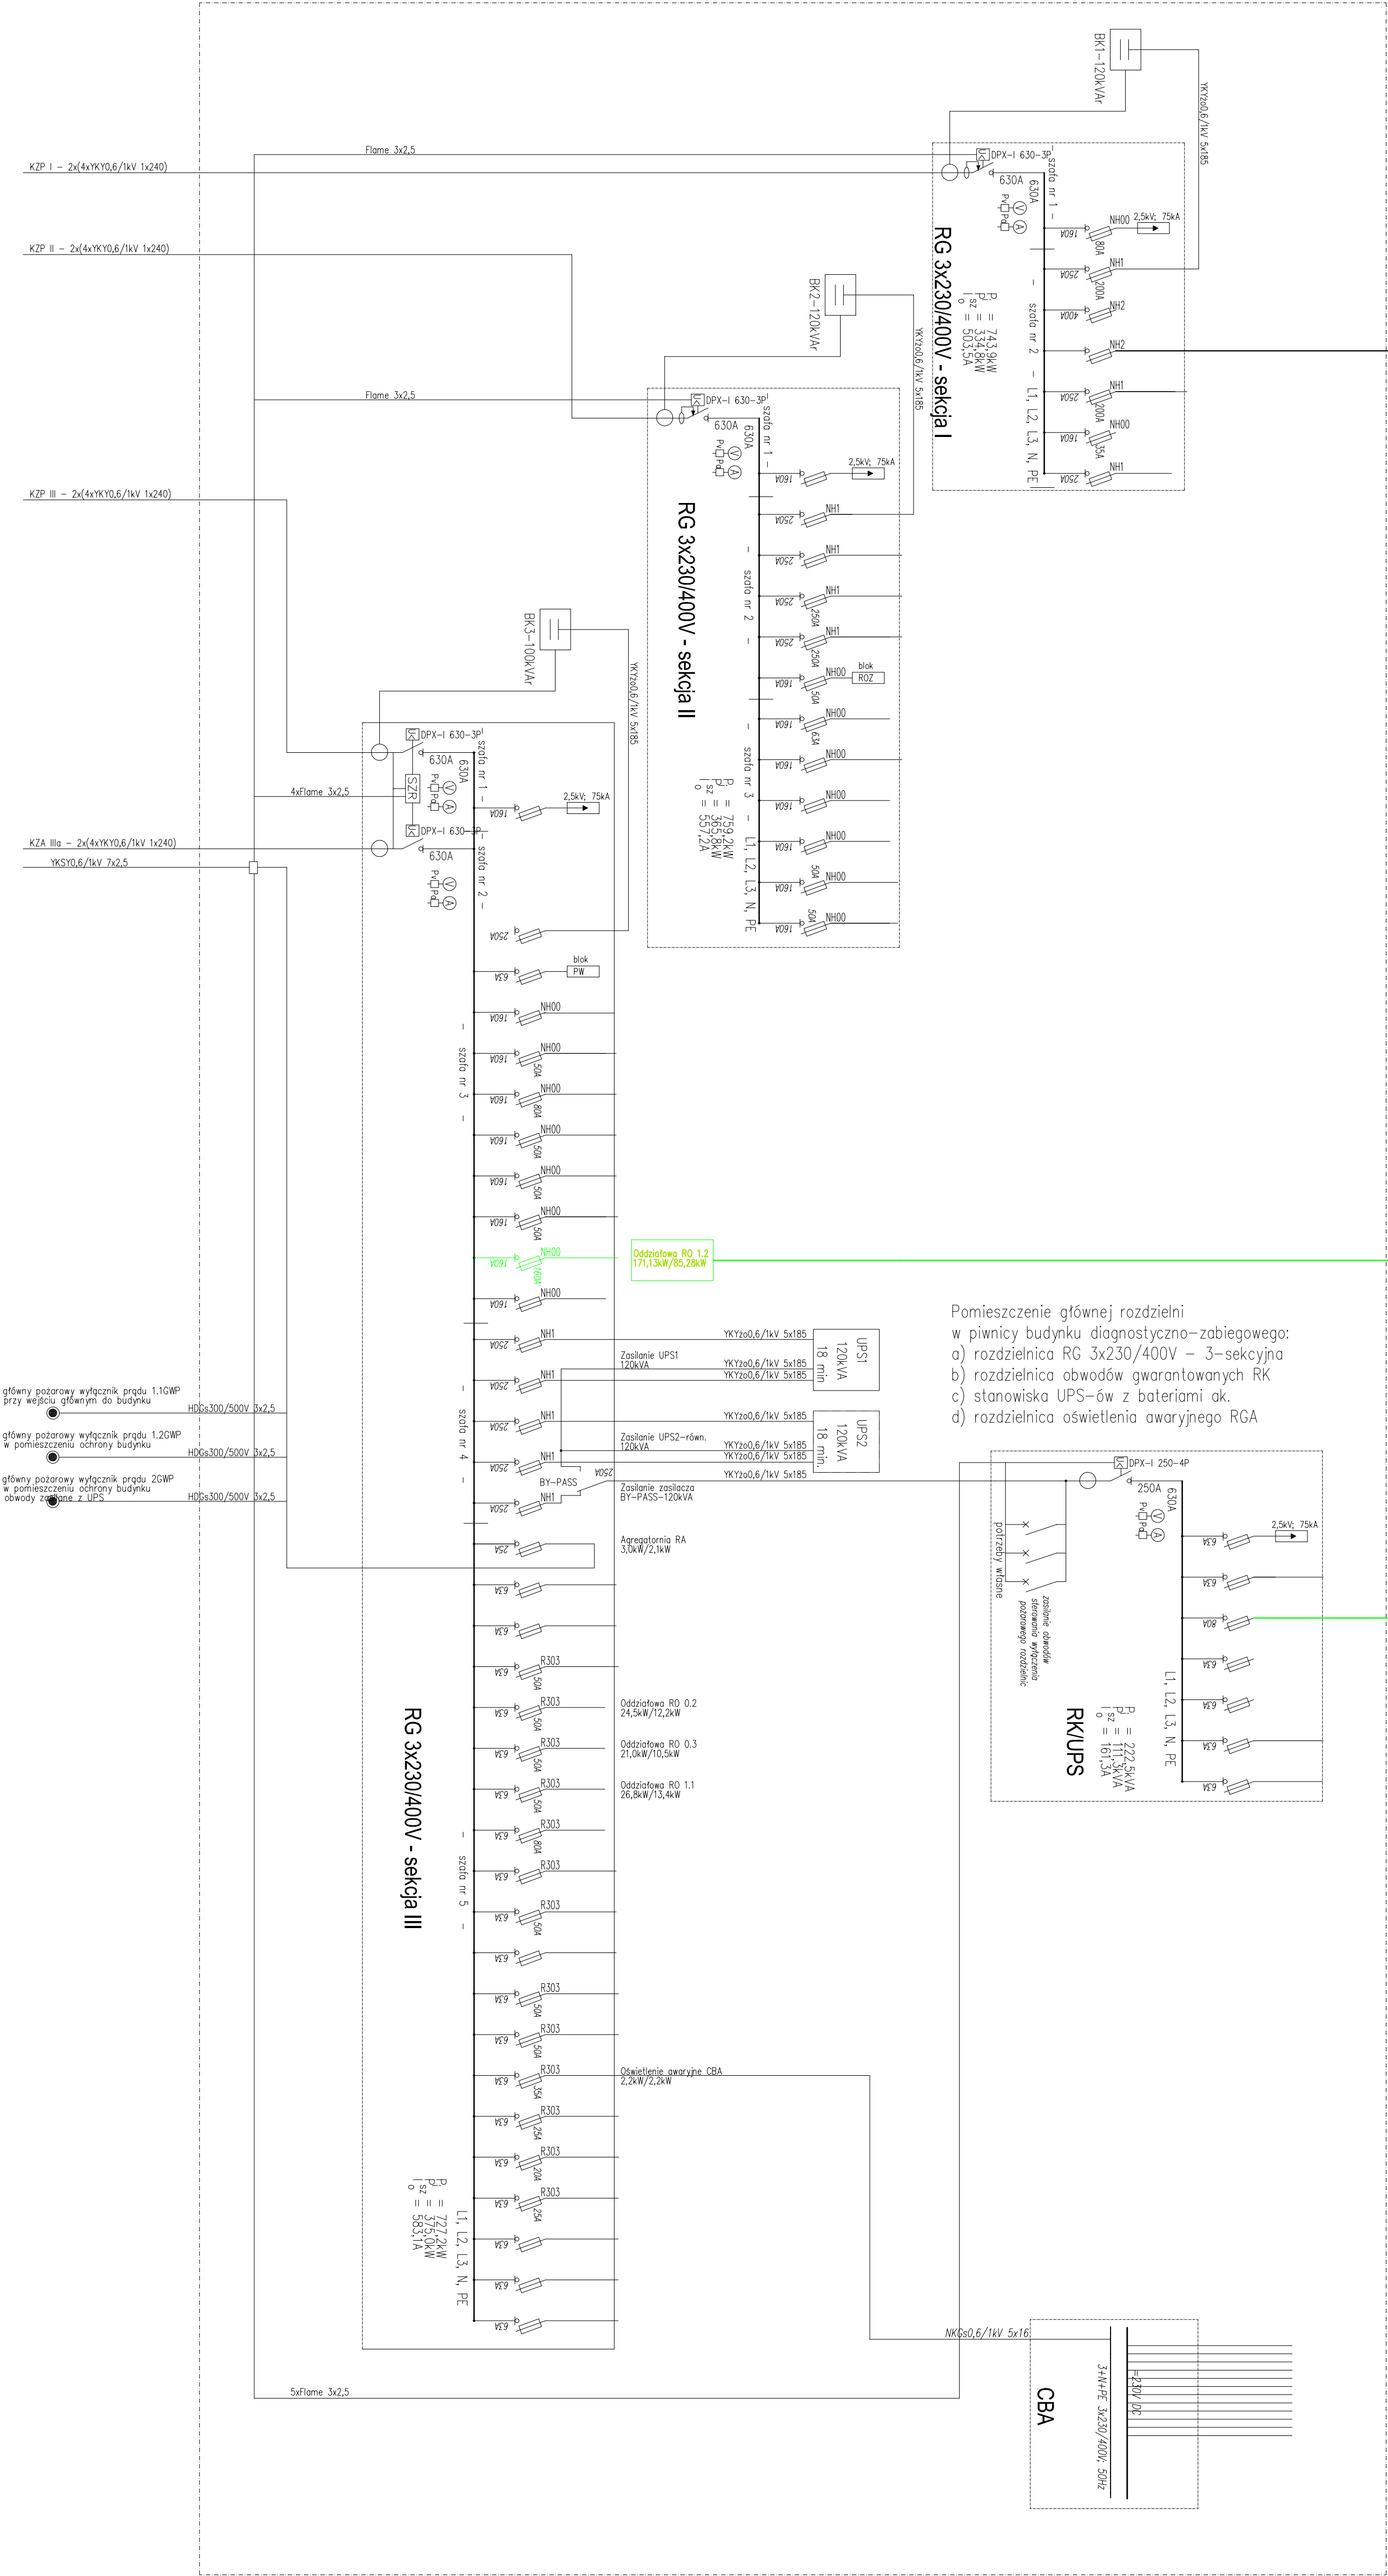 BK1-120kVAr
YKYżo0,6/1kV 5x185
Flame 3x2,5
KZP I - 2x(4xYKY0,6/1kV 1x240)
DPX-I 630-3P
630A
- szafa nr 1 -
630A
Pv V
Pa A
NH00
2,5kV; 75kA
160A
80A
NH1
250A
200A
NH2
400A
NH2
NH1
250A
200A
NH00
160A
35A
NH1
250A
- szafa nr 2 - L1, L2, L3, N, PE
RG 3x230/400V - sekcja I
Pi = 743,9kW
Psz = 334,8kW
Io = 503,5A
KZP II - 2x(4xYKY0,6/1kV 1x240)
BK2-120kVAr
YKYżo0,6/1kV 5x185
Flame 3x2,5
DPX-I 630-3P
630A
szafa nr 1 -
630A
Pv V
Pa A
2,5kV; 75kA
160A
NH1
250A
NH1
250A
NH1
250A
250A
NH1
250A
250A
NH00
160A
50A
blok
ROZ
NH00
160A
63A
NH00
160A
NH00
160A
NH00
160A
NH00
160A
50A
NH00
160A
50A
- szafa nr 2 -
- szafa nr 3 - L1, L2, L3, N, PE
RG 3x230/400V - sekcja II
Pi = 759,2kW
Psz = 365,8kW
Io = 557,2A
KZP III - 2x(4xYKY0,6/1kV 1x240)
BK3-100kVAr
YKYżo0,6/1kV 5x185
DPX-I 630-3P
630A
szafa nr 1 -
630A
Pv V
Pa A
SZR
4xFlame 3x2,5
2,5kV; 75kA
160A
KZA IIIa - 2x(4xYKY0,6/1kV 1x240)
YKSY0,6/1kV 7x2,5
DPX-I 630-3P
630A
- szafa nr 2 -
Pv V
Pa A
250A
63A
blok
PW
NH00
160A
NH00
160A
50A
NH00
160A
80A
NH00
160A
50A
NH00
160A
50A
NH00
160A
50A
NH00
160A
160A
Oddziałowa RO 1.2
171,13kW/85,28kW
NH00
160A
- szafa nr 3 -
Pomieszczenie głównej rozdzielni
w piwnicy budynku diagnostyczno-zabiegowego:
a) rozdzielnica RG 3x230/400V - 3-sekcyjna
b) rozdzielnica obwodów gwarantowanych RK
c) stanowiska UPS-ów z bateriami ak.
d) rozdzielnica oświetlenia awaryjnego RGA
NH1
250A
YKYżo0,6/1kV 5x185
Zasilanie UPS1
120kVA
YKYżo0,6/1kV 5x185
YKYżo0,6/1kV 5x185
UPS1
120kVA
18 min
NH1
250A
NH1
250A
YKYżo0,6/1kV 5x185
Zasilanie UPS2-równ.
120kVA
YKYżo0,6/1kV 5x185
YKYżo0,6/1kV 5x185
UPS2
120kVA
18 min.
NH1
250A
BY-PASS
250A
YKYżo0,6/1kV 5x185
NH1
250A
Zasilanie zasilacza
BY-PASS-120kVA
- szafa nr 4 -
główny pożarowy wyłącznik prądu 1.1GWP
przy wejściu głównym do budynku
HDGs300/500V 3x2,5
główny pożarowy wyłącznik prądu 1.2GWP
w pomieszczeniu ochrony budynku
HDGs300/500V 3x2,5
główny pożarowy wyłącznik prądu 2GWP
w pomieszczeniu ochrony budynku
obwody zasilane z UPS
HDGs300/500V 3x2,5
25A
Agregatornia RA
3,0kW/2,1kW
63A
63A
R303
63A
50A
R303
63A
50A
Oddziałowa RO 0.2
24,5kW/12,2kW
R303
63A
50A
Oddziałowa RO 0.3
21,0kW/10,5kW
R303
63A
50A
Oddziałowa RO 1.1
26,8kW/13,4kW
R303
63A
80A
R303
63A
R303
63A
50A
63A
R303
63A
50A
R303
63A
50A
R303
63A
35A
Oświetlenie awaryjne CBA
2,2kW/2,2kW
R303
63A
25A
R303
63A
20A
R303
63A
25A
63A
63A
63A
- szafa nr 5 -
L1, L2, L3, N, PE
RG 3x230/400V - sekcja III
Pi = 727,2kW
Psz = 375,0kW
Io = 583,1A
DPX-I 250-4P
250A
630A
Pv V
Pa A
2,5kV; 75kA
63A
63A
80A
63A
63A
63A
63A
potrzeby własne
zasilanie obwodów
sterowania wyłączenia
pożarowego rozdzielnic
L1, L2, L3, N, PE
Pi = 222,5kVA
Psz = 111,3kVA
Io = 161,3A
RK/UPS
5xFlame 3x2,5
NKGs0,6/1kV 5x16
=230V DC
3+N+PE 3x230/400V; 50Hz
CBA